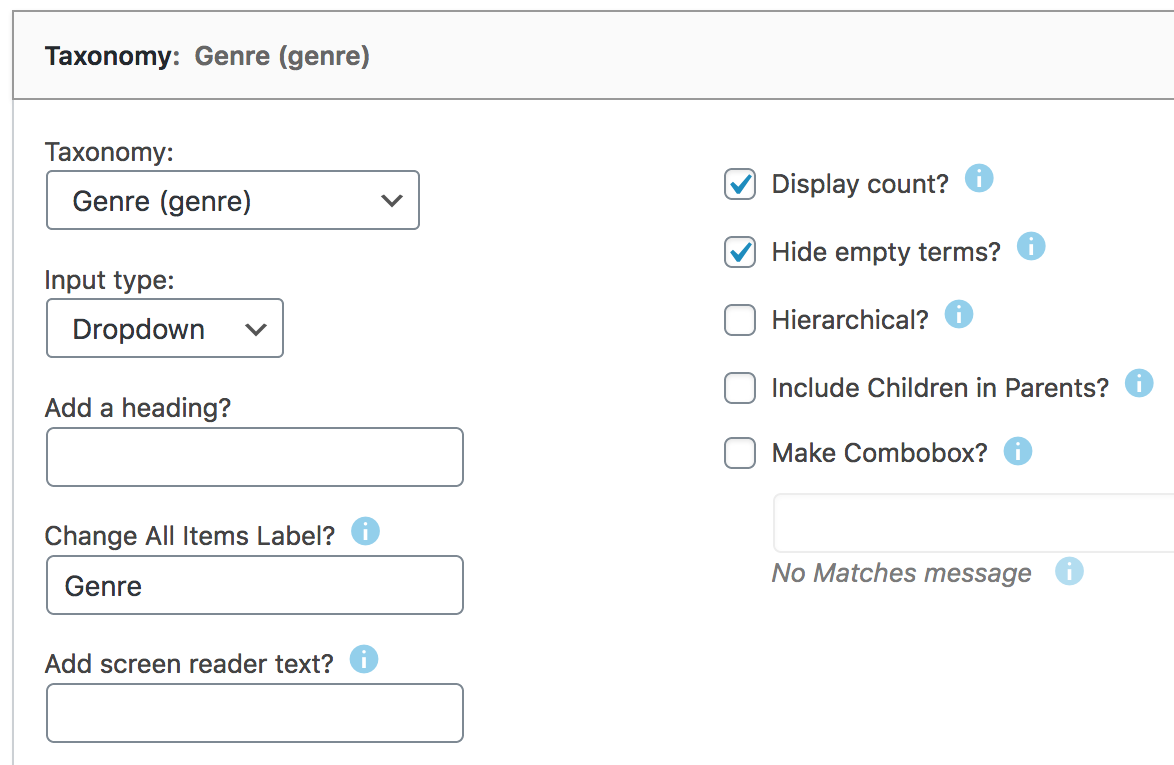 Taxonomy: Genre (genre)
Taxonomy:
Genre (genre)
Input type:
Dropdown
Add a heading?
Change All Items Label?
Genre
Add screen reader text?
Display count?
Hide empty terms?
Hierarchical?
Include Children in Parents?
Make Combobox?
No Matches message